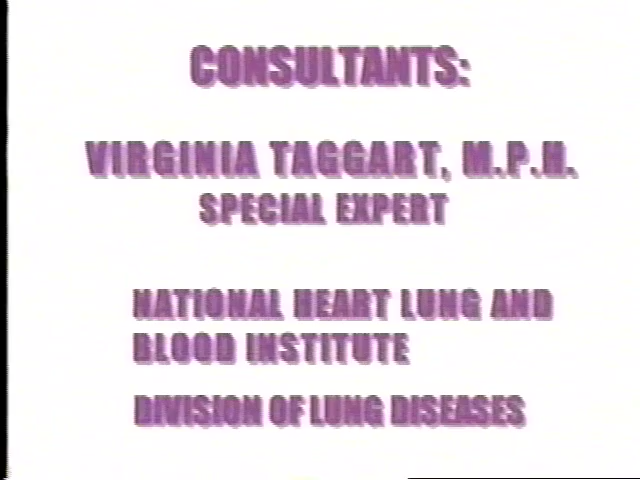 CONSULTANTS:
VIRGINIA TAGGART, M.P.H.
SPECIAL EXPERT
NATIONAL HEART LUNG AND
BLOOD INSTITUTE
DIVISION OF LUNG DISEASES